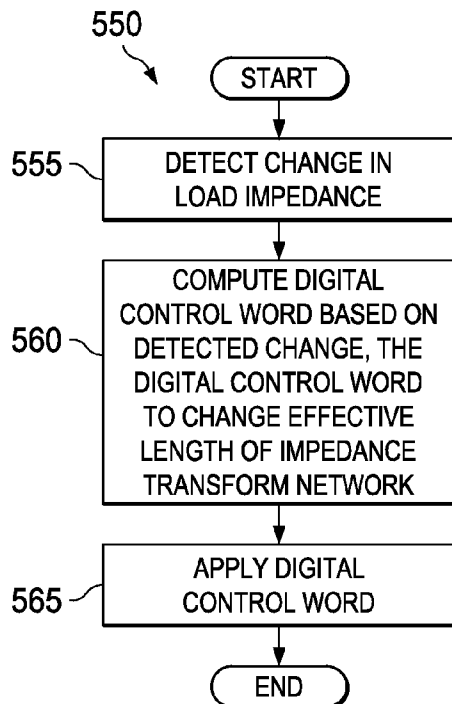 550
START
555
DETECT CHANGE IN
LOAD IMPEDANCE
560
COMPUTE DIGITAL
CONTROL WORD BASED ON
DETECTED CHANGE, THE
DIGITAL CONTROL WORD
TO CHANGE EFFECTIVE
LENGTH OF IMPEDANCE
TRANSFORM NETWORK
565
APPLY DIGITAL
CONTROL WORD
END